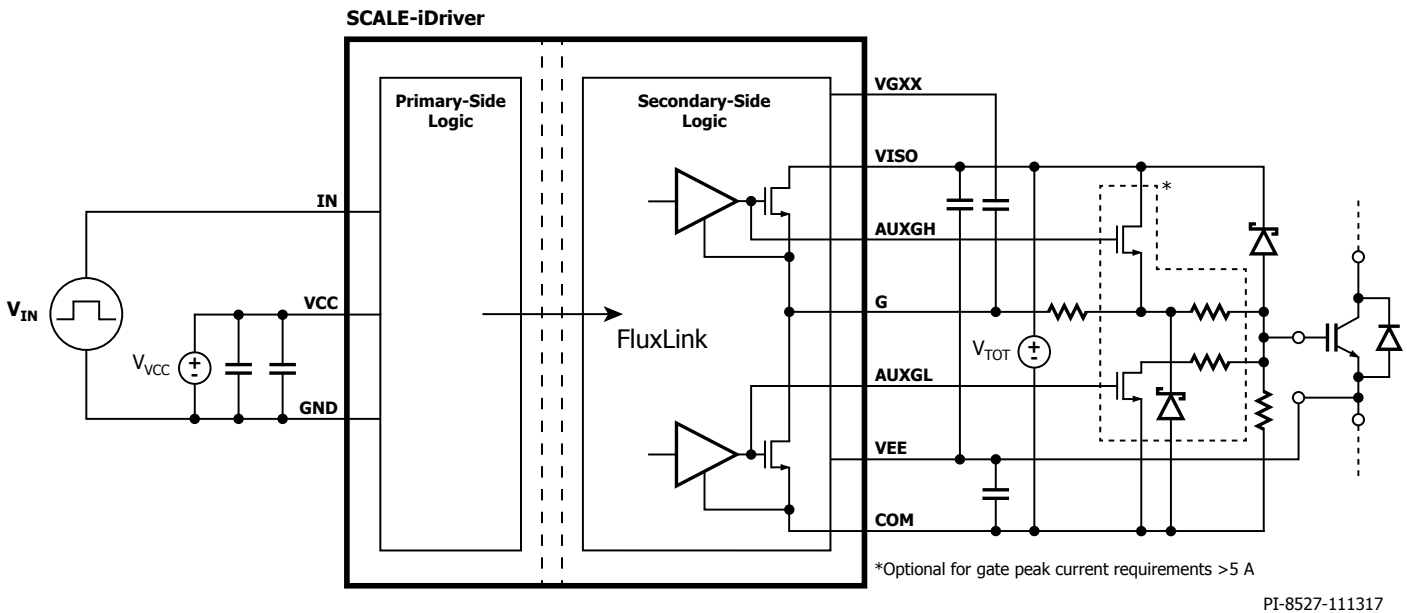 SCALE-iDriver
Primary-Side
Logic
Secondary-Side
Logic
VGXX
VISO
*
IN
AUXGH
VIN
VCC
G
FluxLink
VVCC
+
−
VTOT
+
−
AUXGL
GND
VEE
COM
*Optional for gate peak current requirements >5 A
PI-8527-111317